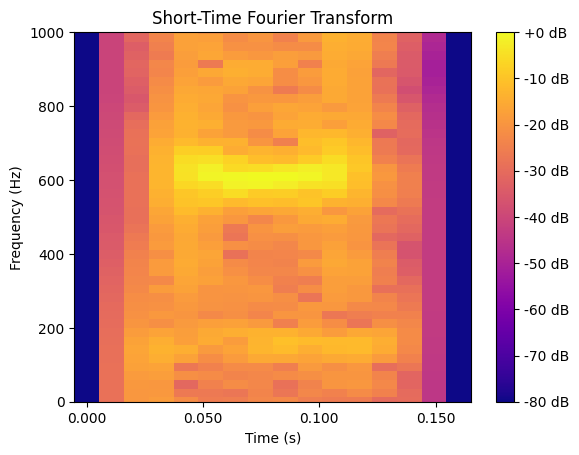 Short-Time Fourier Transform
1000
800
600
400
200
0
Frequency (Hz)
0.000
0.050
0.100
0.150
Time (s)
+0 dB
-10 dB
-20 dB
-30 dB
-40 dB
-50 dB
-60 dB
-70 dB
-80 dB